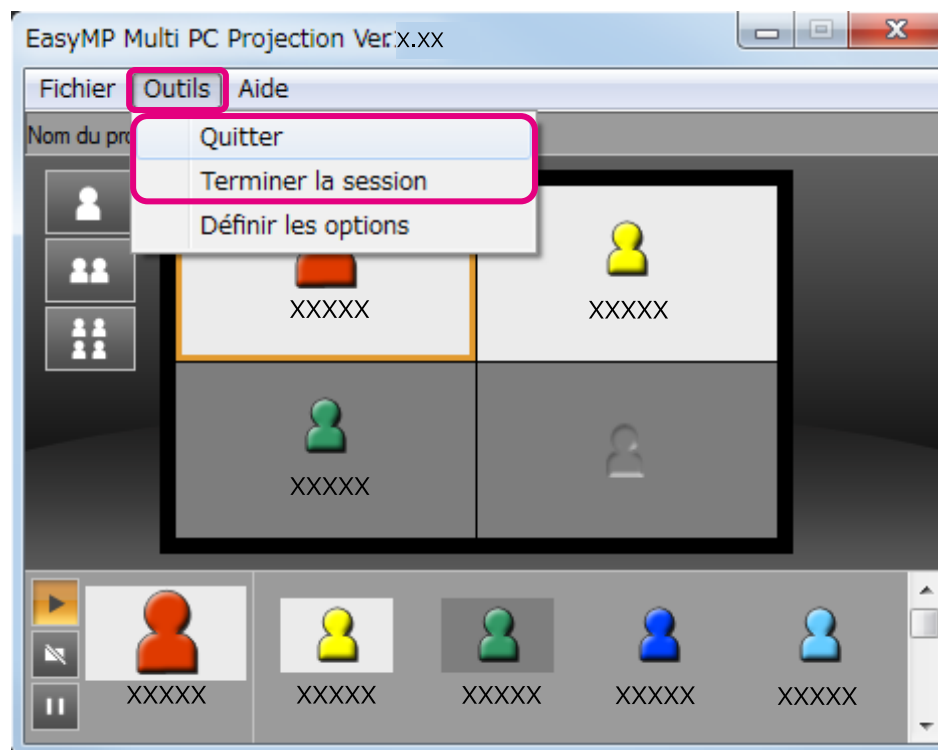 EasyMP Multi PC Projection Ver.X.XX
Fichier Outils Aide
Nom du pro
Quitter
Terminer la session
Définir les options
XXXXX XXXXX
XXXXX
XXXXX XXXXX XXXXX XXXXX XXXXX